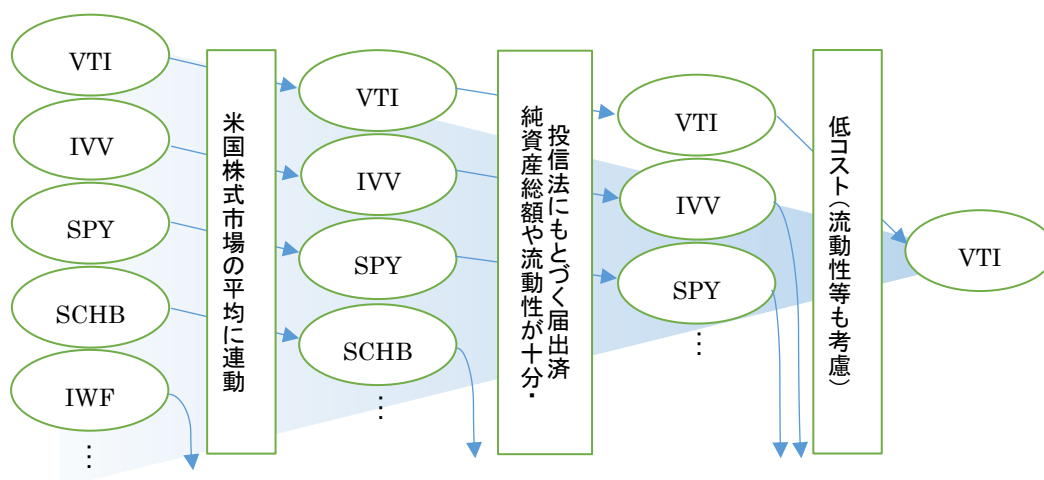 VTI
IVV
SPY
SCHB
IWF
⋮
米国株式市場の平均に連動
VTI
IVV
SPY
SCHB
⋮
純資産総額や流動性が十分・
投信法にもとづく届出済
VTI
IVV
SPY
⋮
低コスト(流動性等も考慮)
VTI